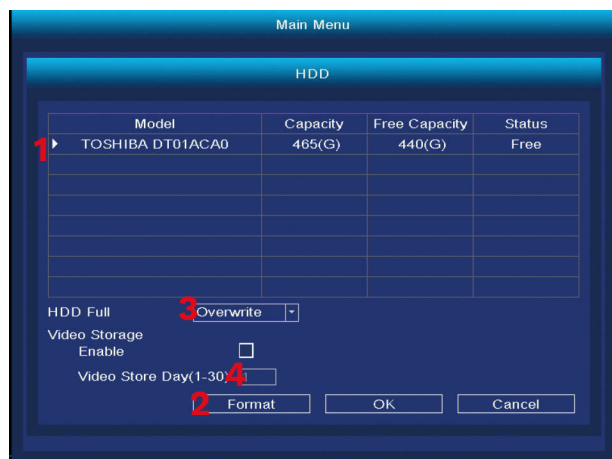 Main Menu
HDD
Model Capacity Free Capacity Status
1 TOSHIBA DT01ACA0 465(G) 440(G) Free
HDD Full 3 Overwrite
Video Storage
Enable
Video Store Day(1-30) 4
2 Format OK Cancel